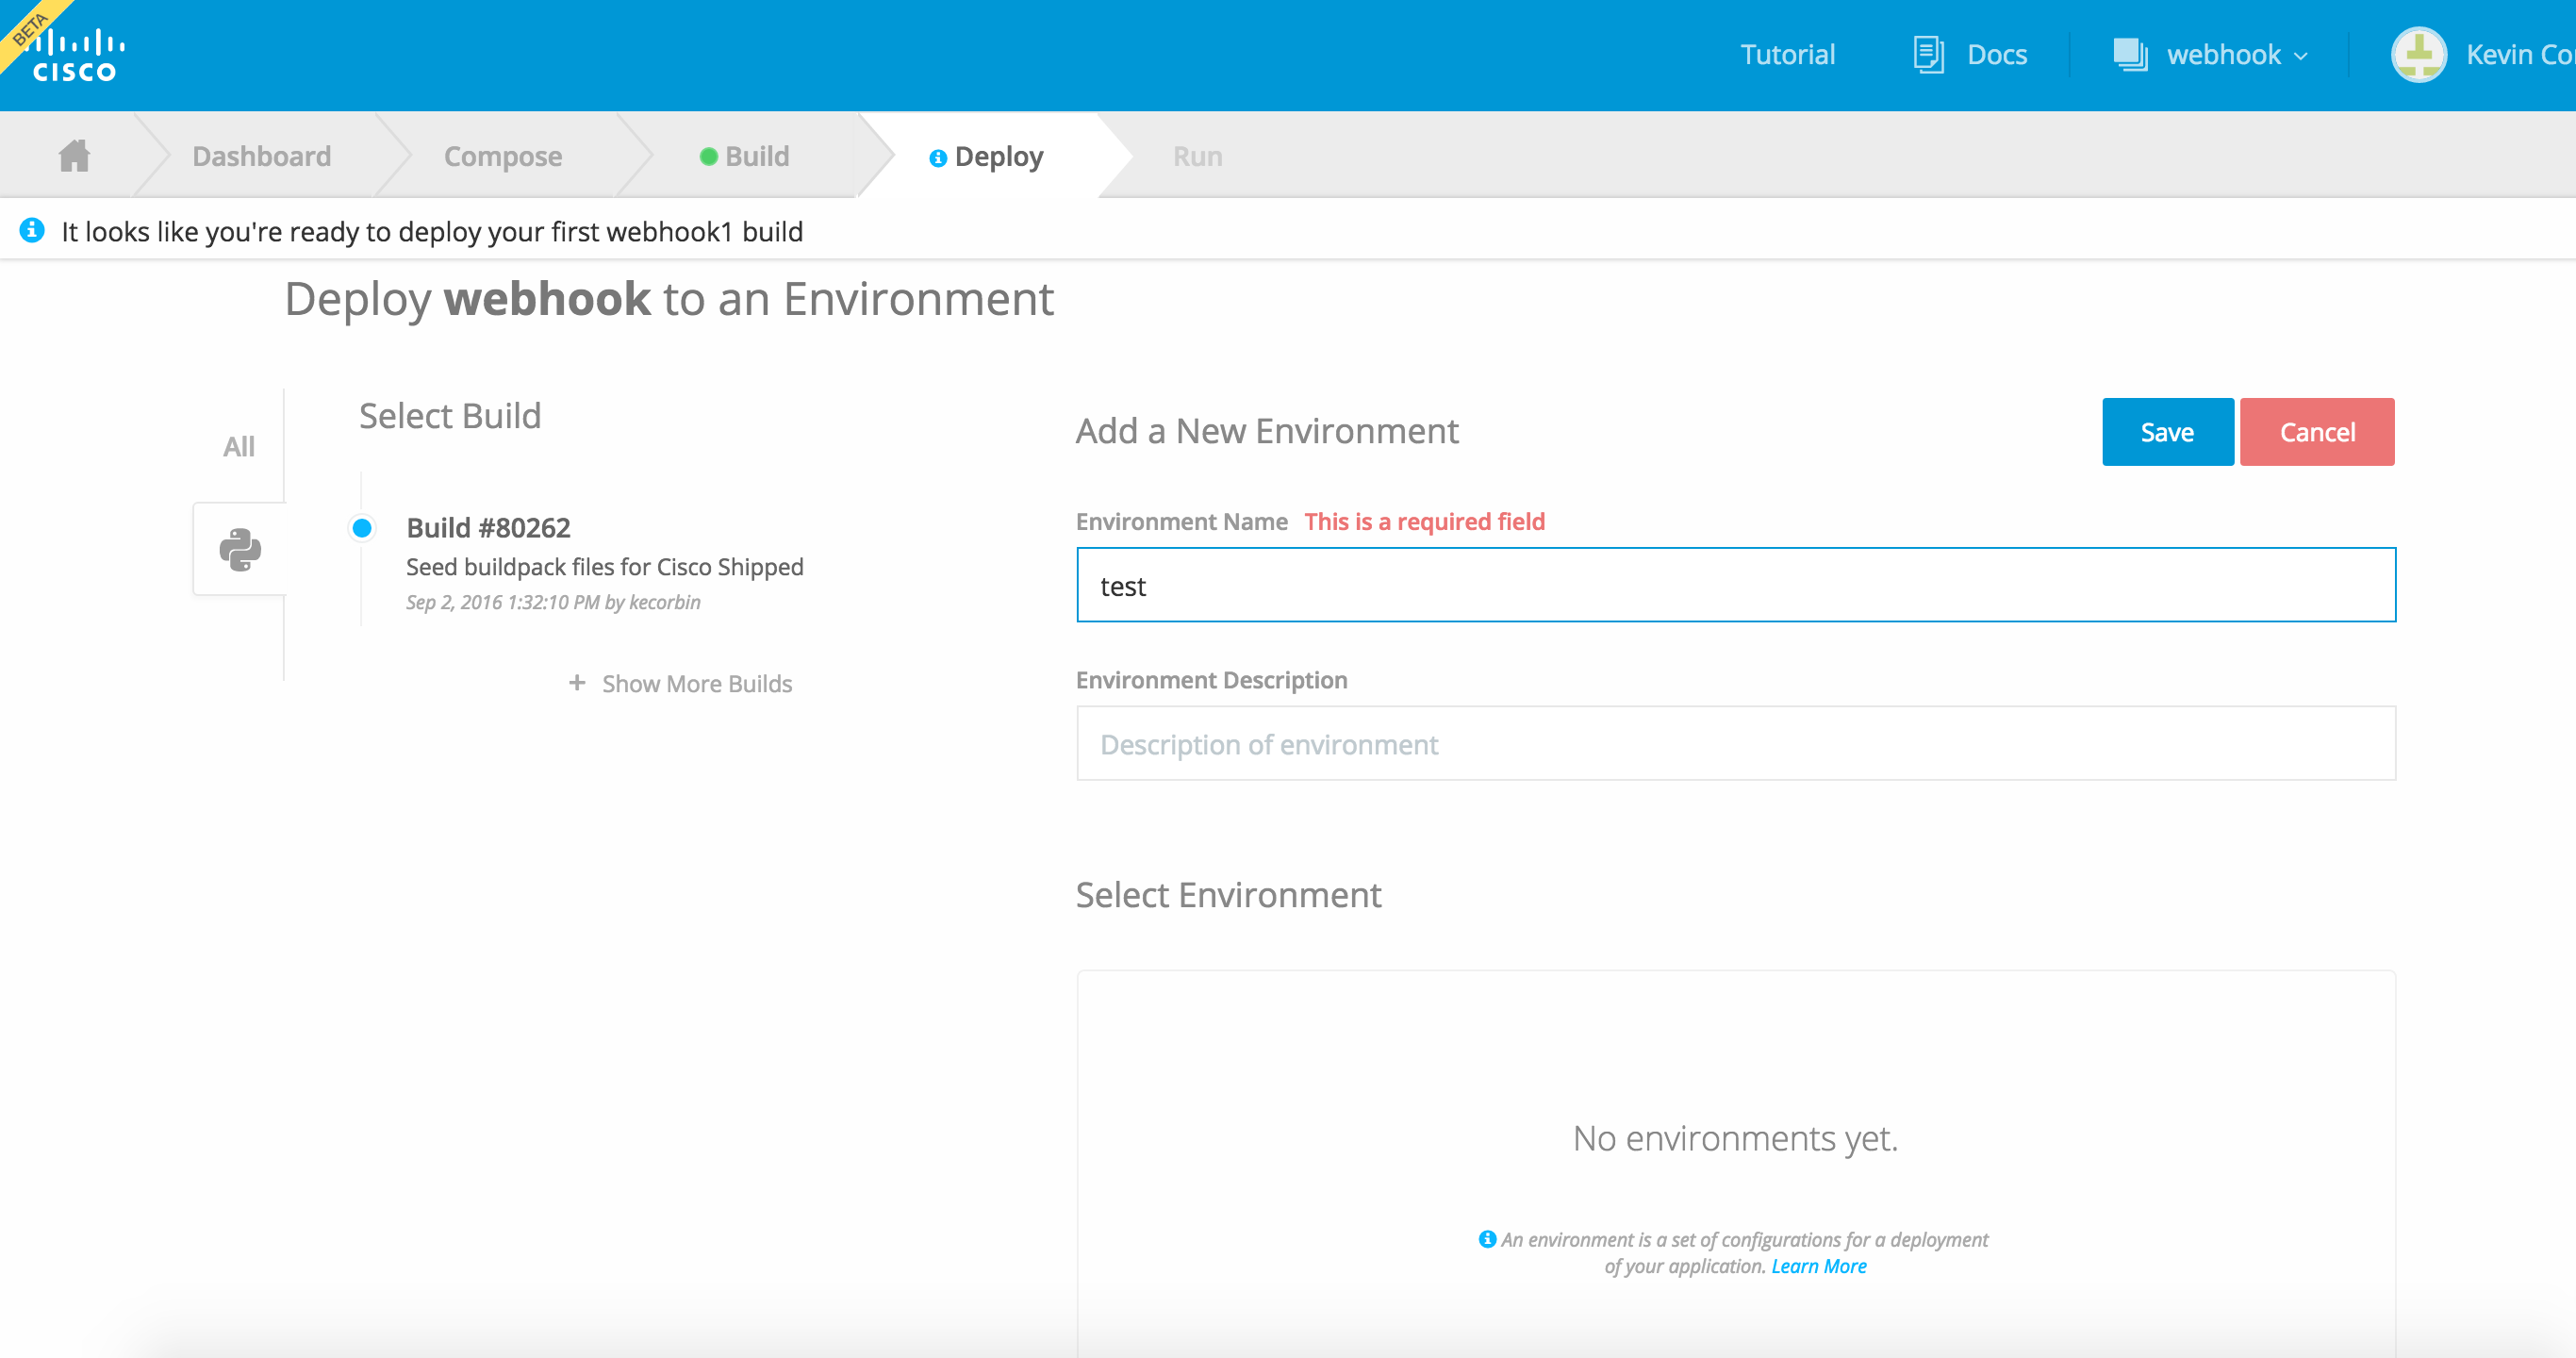 BETA
CISCO
Tutorial
Docs
webhook
Kevin Co
Dashboard
Compose
Build
Deploy
Run
It looks like you're ready to deploy your first webhook1 build
Deploy webhook to an Environment
All
Select Build
Build #80262
Seed buildpack files for Cisco Shipped
Sep 2, 2016 1:32:10 PM by kecorbin
+ Show More Builds
Add a New Environment
Save
Cancel
Environment Name This is a required field
test
Environment Description
Description of environment
Select Environment
No environments yet.
An environment is a set of configurations for a deployment
of your application. Learn More